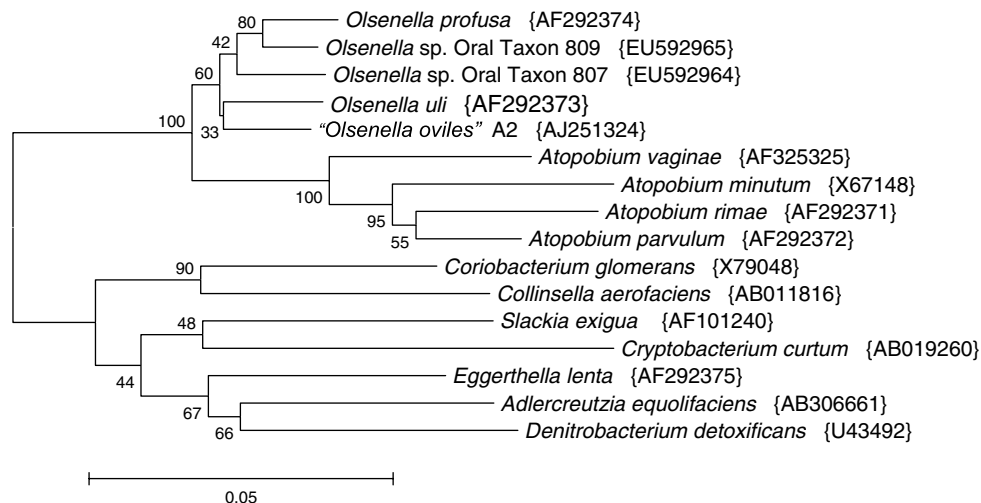 80
Olsenella profusa {AF292374}
42
Olsenella sp. Oral Taxon 809 {EU592965}
60
Olsenella sp. Oral Taxon 807 {EU592964}
Olsenella uli {AF292373}
100
33
“Olsenella oviles” A2 {AJ251324}
Atopobium vaginae {AF325325}
100
Atopobium minutum {X67148}
95
Atopobium rimae {AF292371}
55
Atopobium parvulum {AF292372}
90
Coriobacterium glomerans {X79048}
Collinsella aerofaciens {AB011816}
48
Slackia exigua {AF101240}
Cryptobacterium curtum {AB019260}
44
Eggerthella lenta {AF292375}
67
Adlercreutzia equolifaciens {AB306661}
66
Denitrobacterium detoxificans {U43492}
0.05